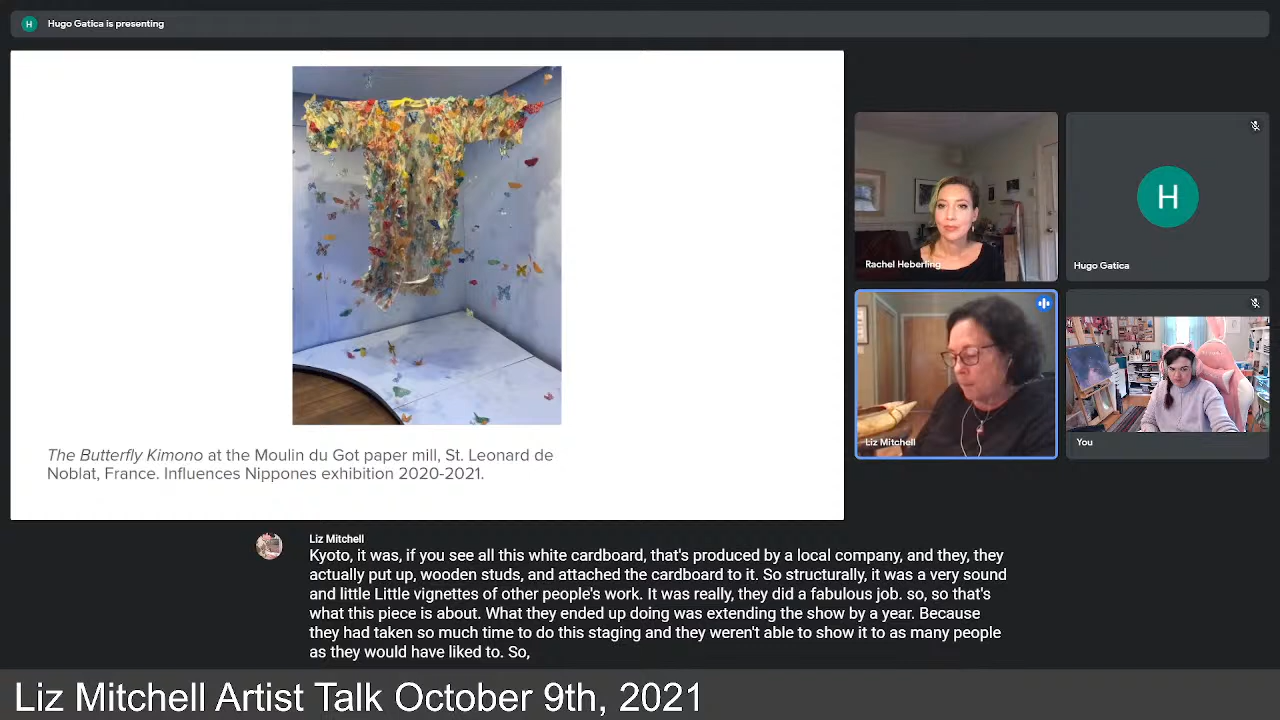 H
Hugo Gatica is presenting
The Butterfly Kimono at the Moulin du Got paper mill, St. Leonard de
Noblat, France. Influences Nippones exhibition 2020-2021.
Rachel Heberling
H
Hugo Gatica
Liz Mitchell
You
Liz Mitchell
Kyoto, it was, if you see all this white cardboard, that's produced by a local company, and they, they
actually put up, wooden studs, and attached the cardboard to it. So structurally, it was a very sound
and little Little vignettes of other people's work. It was really, they did a fabulous job. so, so that's
what this piece is about. What they ended up doing was extending the show by a year. Because
they had taken so much time to do this staging and they weren't able to show it to as many people
as they would have liked to. So,
Liz Mitchell Artist Talk October 9th, 2021